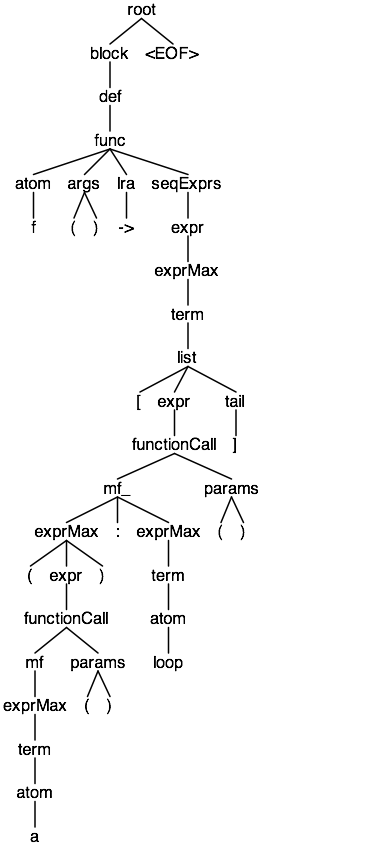 root
block <EOF>
def
func
atom args lra seqExprs
f ( ) -> expr
exprMax
term
list
[ expr tail
functionCall ]
mf_ params
exprMax : exprMax ( )
( expr ) term
functionCall atom
mf params loop
exprMax ( )
term
atom
a